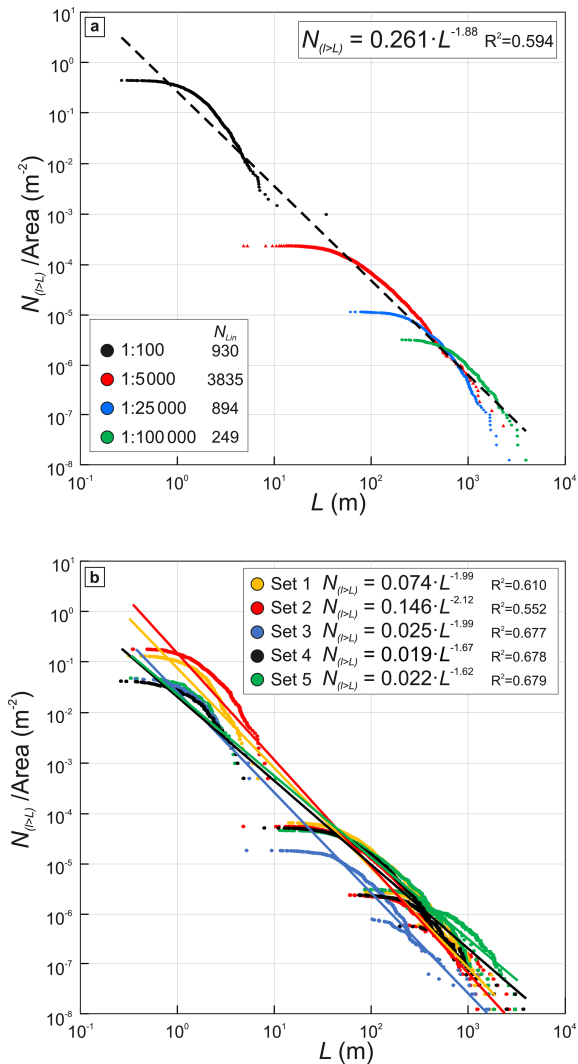 a
N(l>L) = 0.261·L^-1.88 R²=0.594
10^1
10^0
10^-1
10^-2
10^-3
10^-4
10^-5
10^-6
10^-7
10^-8
N(l>L) /Area (m^-2)
N_Lin
1:100 930
1:5 000 3835
1:25 000 894
1:100 000 249
10^-1 10^0 10^1 10^2 10^3 10^4
L (m)
b
Set 1 N(l>L) = 0.074·L^-1.99 R²=0.610
Set 2 N(l>L) = 0.146·L^-2.12 R²=0.552
Set 3 N(l>L) = 0.025·L^-1.99 R²=0.677
Set 4 N(l>L) = 0.019·L^-1.67 R²=0.678
Set 5 N(l>L) = 0.022·L^-1.62 R²=0.679
10^1
10^0
10^-1
10^-2
10^-3
10^-4
10^-5
10^-6
10^-7
10^-8
N(l>L) /Area (m^-2)
10^-1 10^0 10^1 10^2 10^3 10^4
L (m)